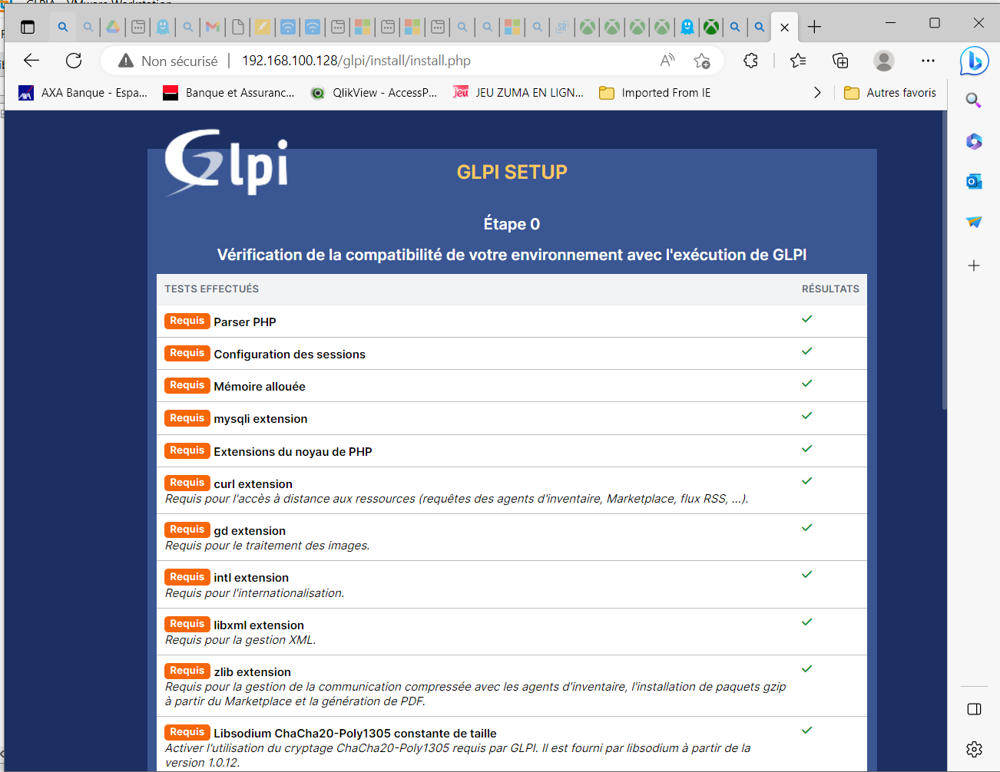 Non sécurisé
192.168.100.128/glpi/install/install.php
AXA Banque - Espa...
Banque et Assuranc...
QlikView - AccessP...
JEU ZUMA EN LIGN...
Imported From IE
Autres favoris
Glpi
GLPI SETUP
Étape 0
Vérification de la compatibilité de votre environnement avec l'exécution de GLPI
TESTS EFFECTUÉS RÉSULTATS
Requis Parser PHP
Requis Configuration des sessions
Requis Mémoire allouée
Requis mysqli extension
Requis Extensions du noyau de PHP
Requis curl extension
Requis pour l'accès à distance aux ressources (requêtes des agents d'inventaire, Marketplace, flux RSS, ...).
Requis gd extension
Requis pour le traitement des images.
Requis intl extension
Requis pour l'internationalisation.
Requis libxml extension
Requis pour la gestion XML.
Requis zlib extension
Requis pour la gestion de la communication compressée avec les agents d'inventaire, l'installation de paquets gzip
à partir du Marketplace et la génération de PDF.
Requis Libsodium ChaCha20-Poly1305 constante de taille
Activer l'utilisation du cryptage ChaCha20-Poly1305 requis par GLPI. Il est fourni par libsodium à partir de la
version 1.0.12.